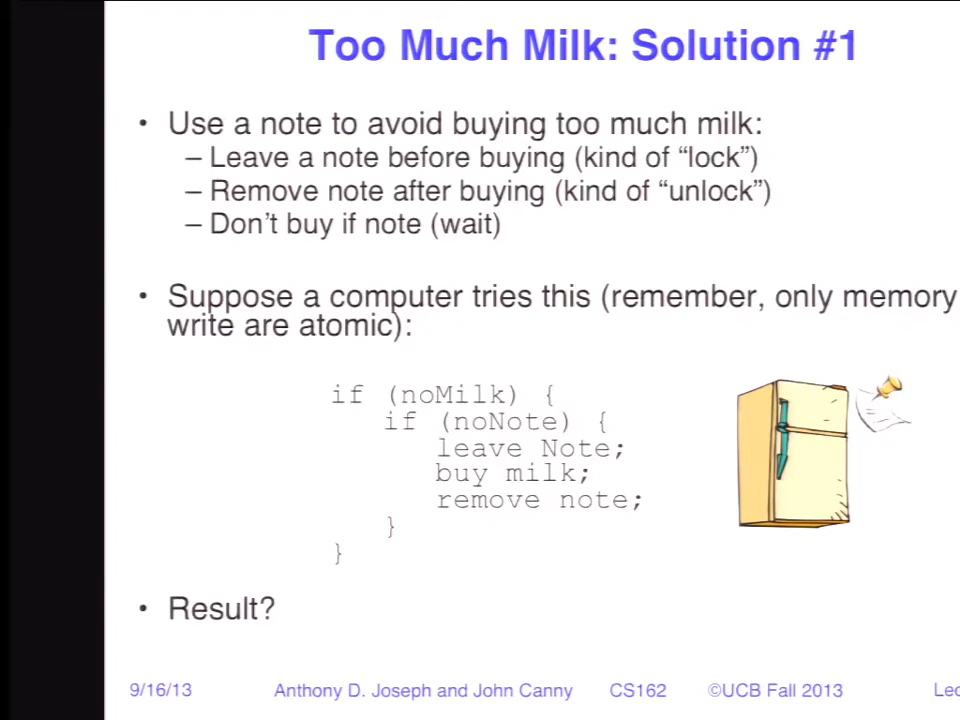 Too Much Milk: Solution #1
• Use a note to avoid buying too much milk:
– Leave a note before buying (kind of “lock”)
– Remove note after buying (kind of “unlock”)
– Don’t buy if note (wait)
• Suppose a computer tries this (remember, only memory
write are atomic):
if (noMilk) {
if (noNote) {
leave Note;
buy milk;
remove note;
}
}
• Result?
9/16/13 Anthony D. Joseph and John Canny CS162 ©UCB Fall 2013